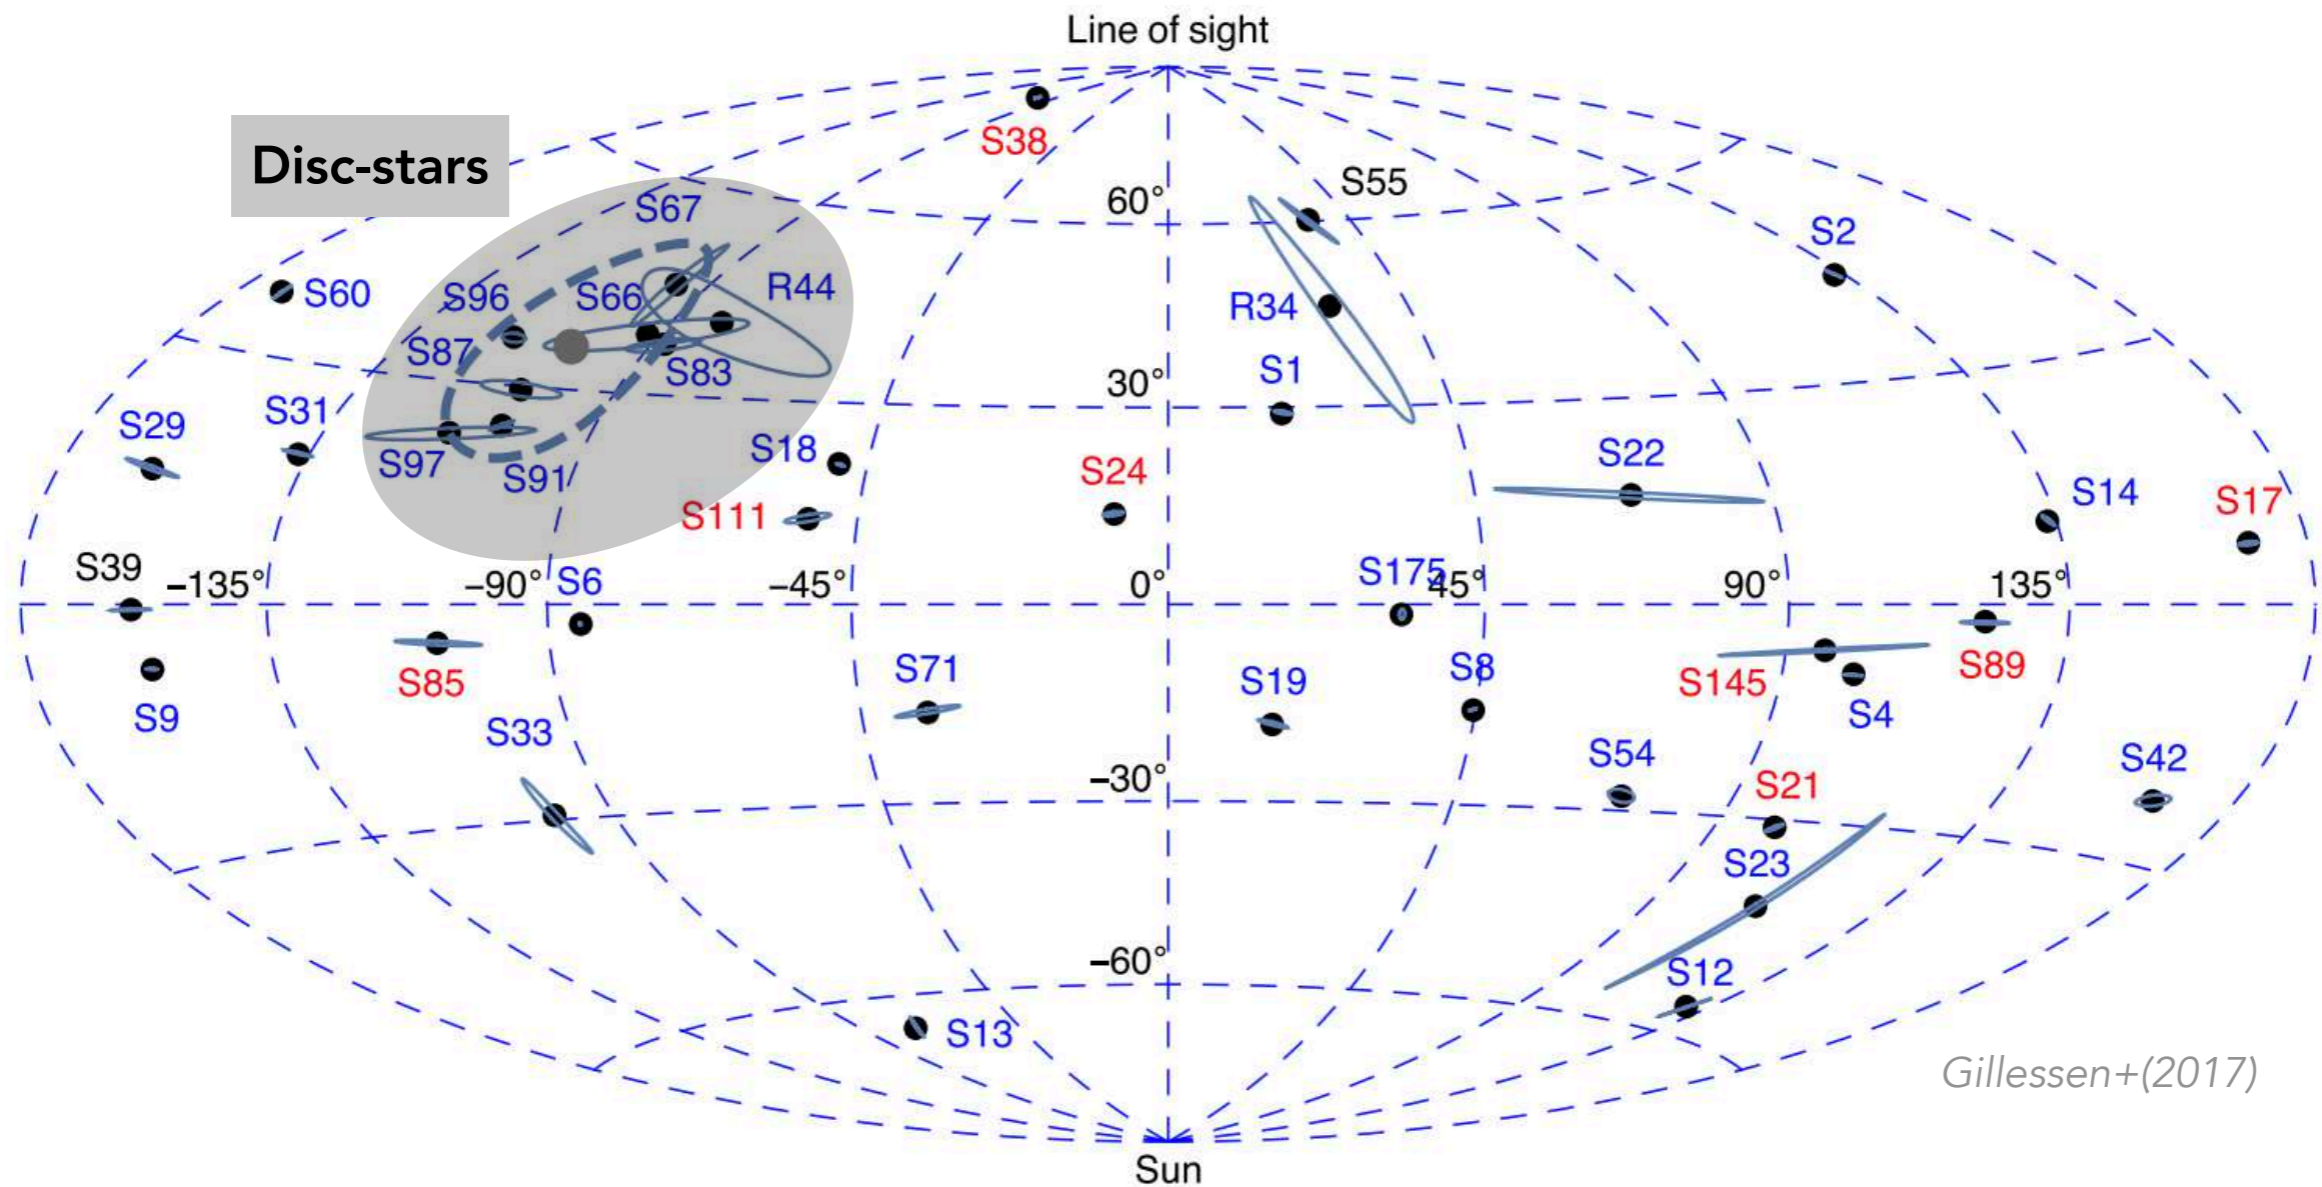 Line of sight
S38
Disc-stars
S55
60°
S67
S2
S60
S96
S66
R44
R34
S87
S83
S1
30°
S29
S31
S18
S97
S91
S24
S22
S111
S14
S17
S39
–135°
–90°
S6
–45°
0°
S175
45°
90°
135°
S85
S71
S19
S8
S145
S89
S9
S33
S4
S54
S21
S42
–30°
S23
–60°
S12
S13
Gillessen+(2017)
Sun